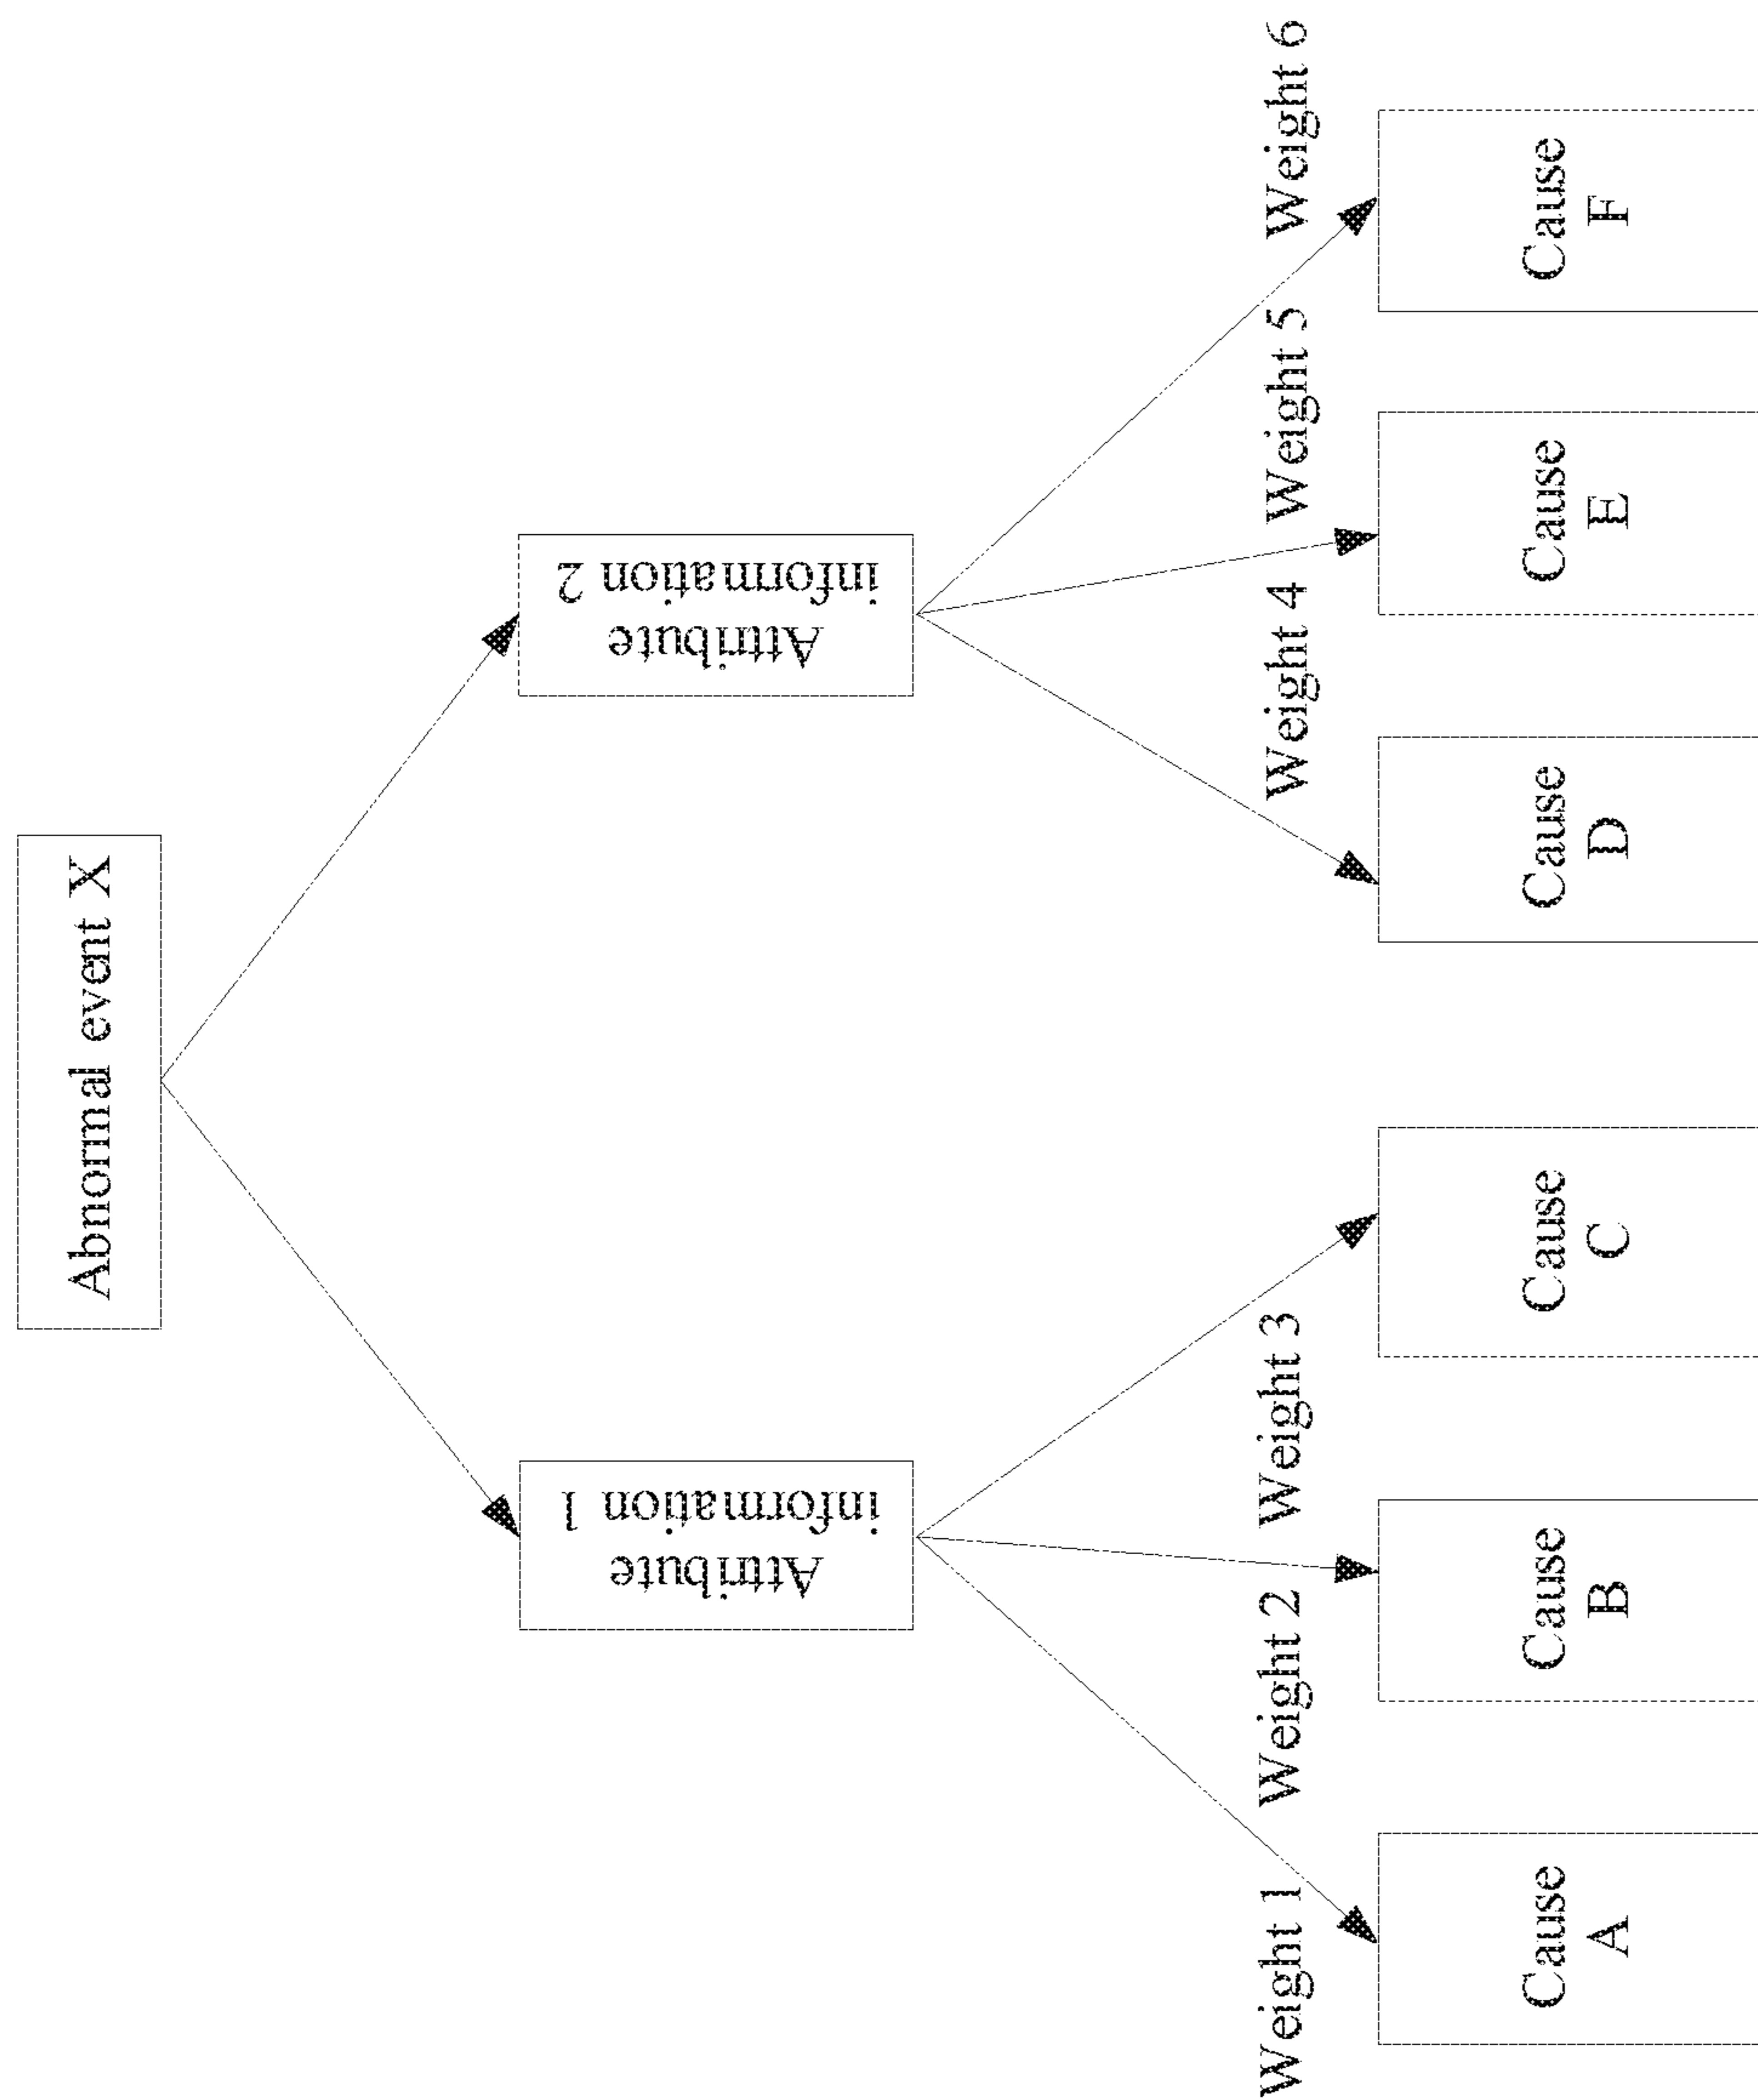 Abnormal event X
Attribute
information 1
Attribute
information 2
Weight 1
Weight 2
Weight 3
Weight 4
Weight 5
Weight 6
Cause
A
Cause
B
Cause
C
Cause
D
Cause
E
Cause
F